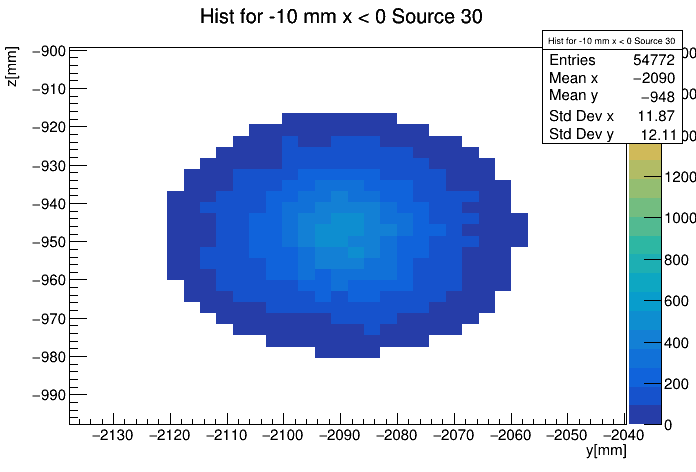 Hist for -10 mm x < 0 Source 30
Hist for -10 mm x < 0 Source 30
Entries 54772
Mean x −2090
Mean y −948
Std Dev x 11.87
Std Dev y 12.11
z[mm]
−900
−910
−920
−930
−940
−950
−960
−970
−980
−990
1200
1000
800
600
400
200
0
−2130 −2120 −2110 −2100 −2090 −2080 −2070 −2060 −2050 −2040
y[mm]